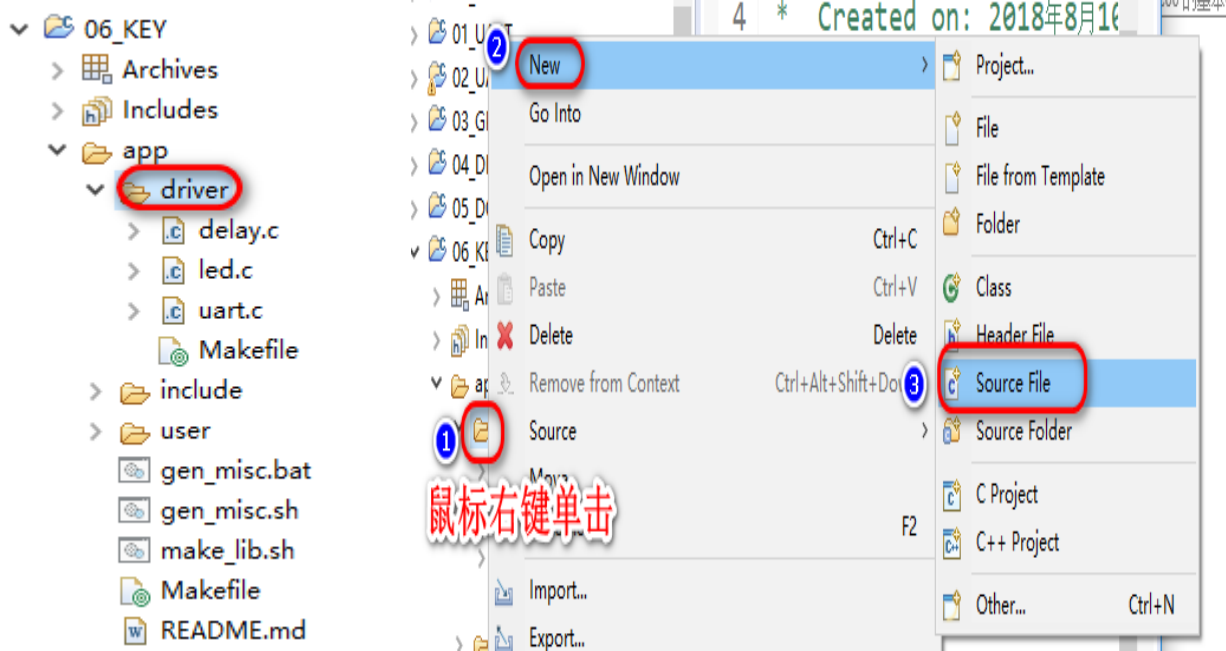 06_KEY
Archives
Includes
app
driver
delay.c
led.c
uart.c
Makefile
include
user
gen_misc.bat
gen_misc.sh
make_lib.sh
Makefile
README.md
4 * Created on: 2018年8月16
01_U
02_U
03_G
04_D
05_D
06_K
A
In
ap
①
鼠标右键单击
②
New
Go Into
Open in New Window
Copy Ctrl+C
Paste Ctrl+V
Delete Delete
Remove from Context Ctrl+Alt+Shift+Do
Source
Move...
F2
Import...
Export...
③
Project...
File
File from Template
Folder
Class
Header File
Source File
Source Folder
C Project
C++ Project
Other... Ctrl+N